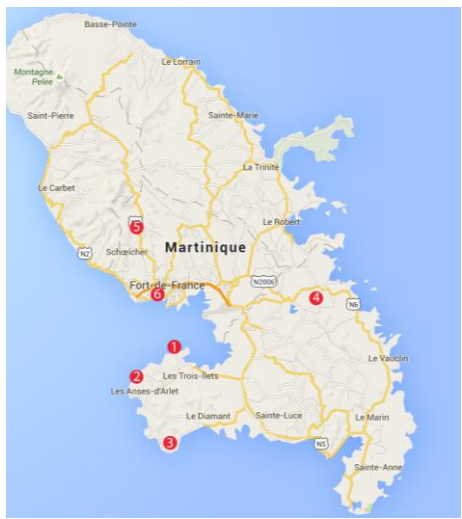 Basse-Pointe
Le Lorrain
Montagne
Pelée
Saint-Pierre
Sainte-Marie
La Trinité
Le Carbet
5
Le Robert
Martinique
Schœlcher
N2
N2006
Fort-de-France
6
4
N6
1
Le Vauclin
2
Les Trois-Ilets
Les Anses-d'Arlet
Le Diamant
Sainte-Luce
Le Marin
3
N5
Sainte-Anne